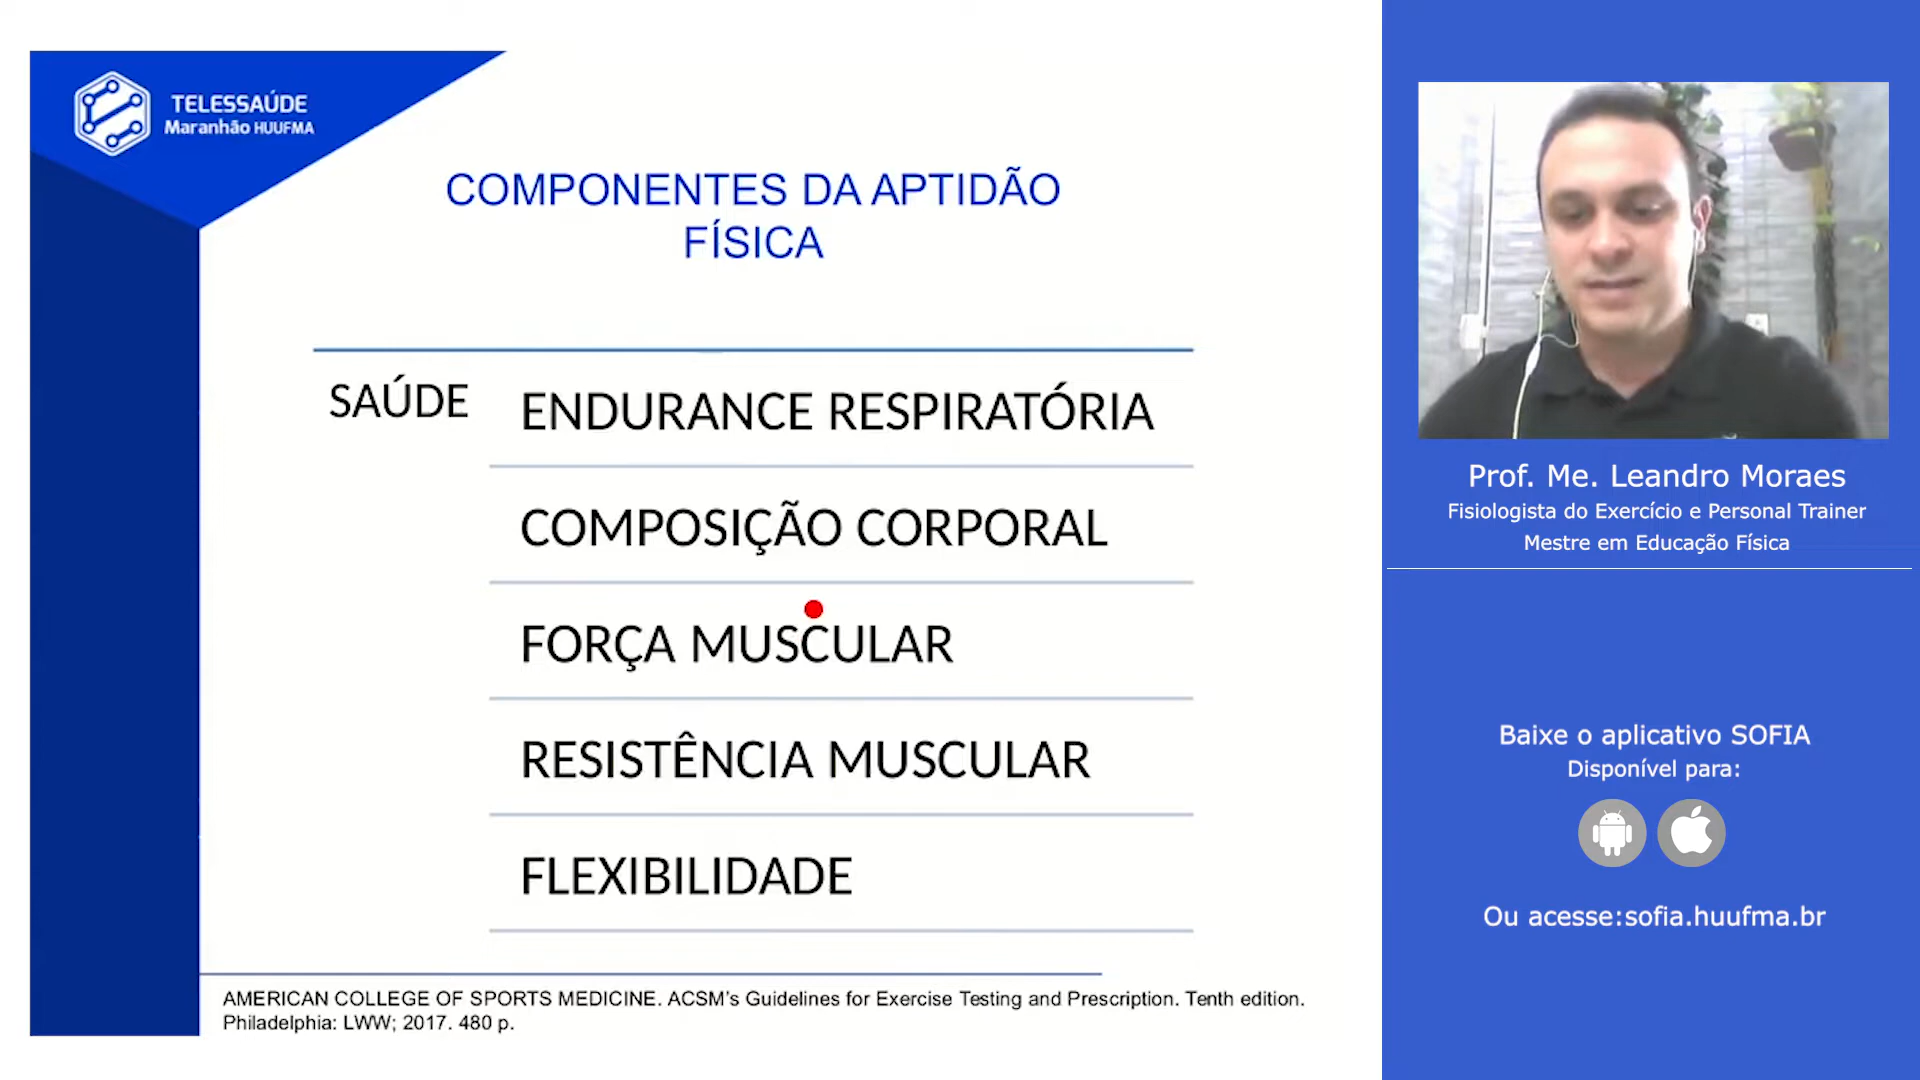 TELESSAÚDE
Maranhão HUUFMA
COMPONENTES DA APTIDÃO
FÍSICA
SAÚDE
ENDURANCE RESPIRATÓRIA
COMPOSIÇÃO CORPORAL
FORÇA MUSCULAR
RESISTÊNCIA MUSCULAR
FLEXIBILIDADE
AMERICAN COLLEGE OF SPORTS MEDICINE. ACSM's Guidelines for Exercise Testing and Prescription. Tenth edition.
Philadelphia: LWW; 2017. 480 p.
Prof. Me. Leandro Moraes
Fisiologista do Exercício e Personal Trainer
Mestre em Educação Física
Baixe o aplicativo SOFIA
Disponível para:
Ou acesse:sofia.huufma.br